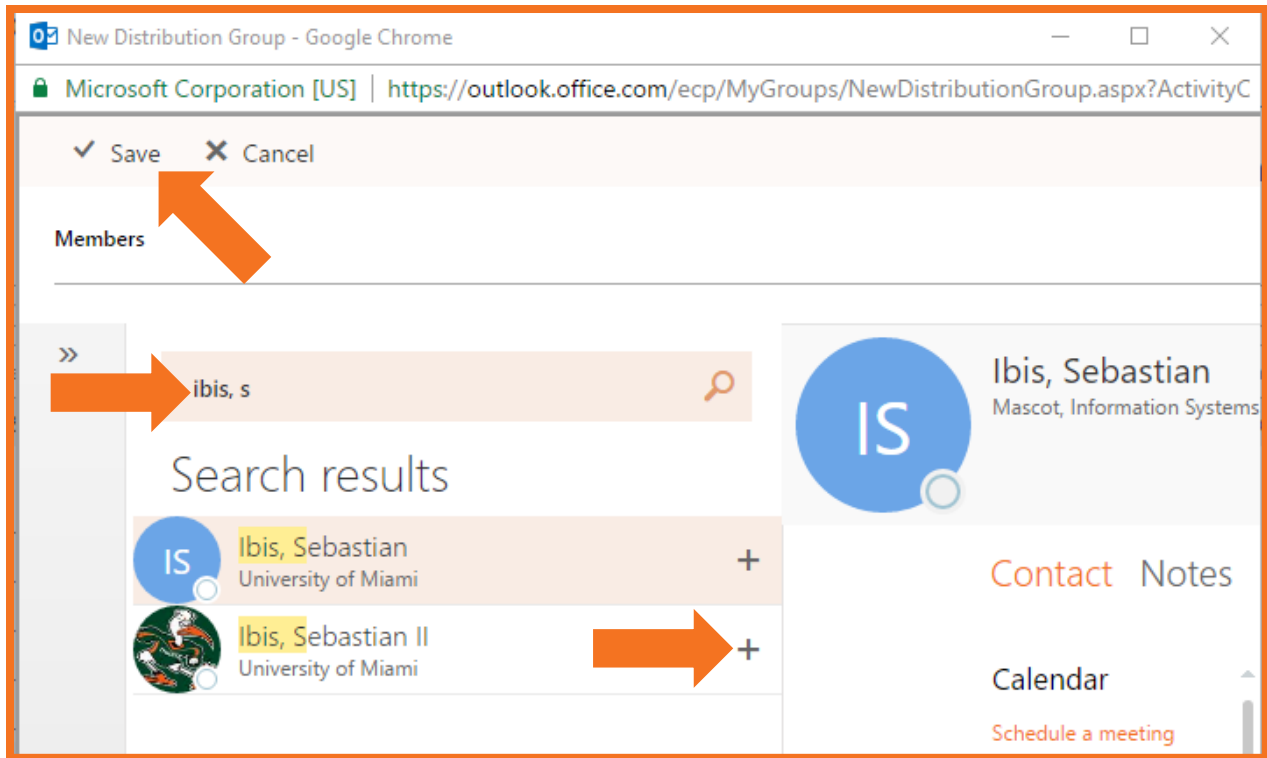 New Distribution Group - Google Chrome
Microsoft Corporation [US] | https://outlook.office.com/ecp/MyGroups/NewDistributionGroup.aspx?ActivityC
Save Cancel
Members
»
ibis, s
Search results
IS
Ibis, Sebastian
University of Miami
+
Ibis, Sebastian II
University of Miami
+
IS
Ibis, Sebastian
Mascot, Information Systems
Contact Notes
Calendar
Schedule a meeting